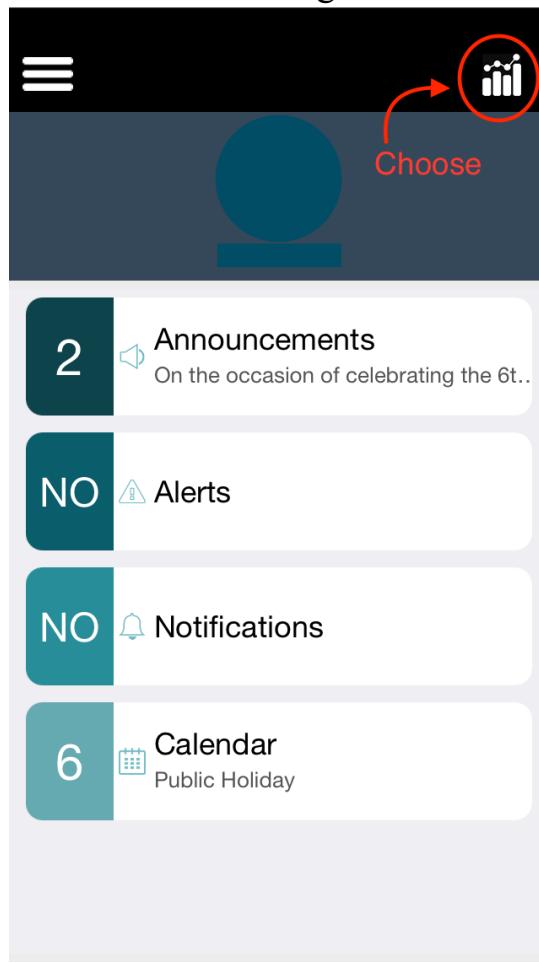 Choose
2
Announcements
On the occasion of celebrating the 6t..
NO
Alerts
NO
Notifications
6
Calendar
Public Holiday